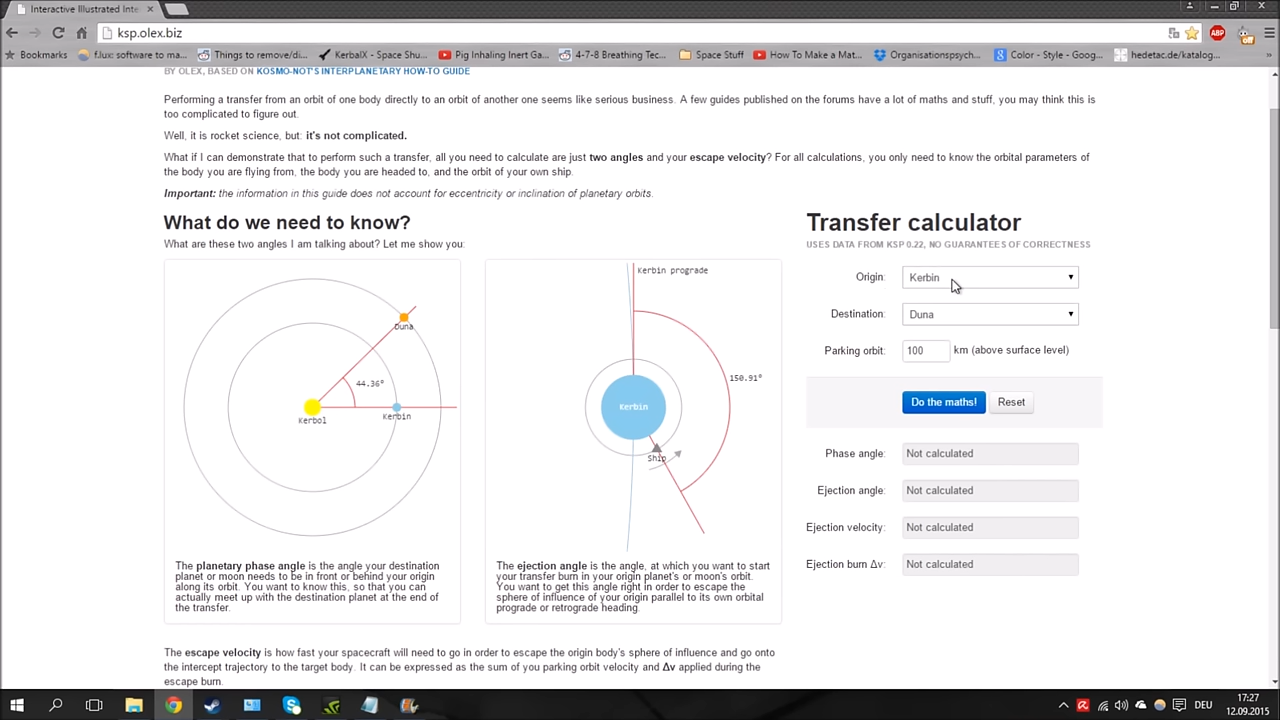 Interactive Illustrated Inte
ksp.olex.biz
Bookmarks
f.lux: software to ma...
Things to remove/di...
KerbalX - Space Shu...
Pig Inhaling Inert Ga...
4-7-8 Breathing Tec...
Space Stuff
How To Make a Mat...
Organisationspsych...
Color - Style - Goog...
hedetac.de/katalog...
»
ABP
off
BY OLEX, BASED ON KOSMO-NOT'S INTERPLANETARY HOW-TO GUIDE
Performing a transfer from an orbit of one body directly to an orbit of another one seems like serious business. A few guides published on the forums have a lot of maths and stuff, you may think this is
too complicated to figure out.
Well, it is rocket science, but: it's not complicated.
What if I can demonstrate that to perform such a transfer, all you need to calculate are just two angles and your escape velocity? For all calculations, you only need to know the orbital parameters of
the body you are flying from, the body you are headed to, and the orbit of your own ship.
Important: the information in this guide does not account for eccentricity or inclination of planetary orbits.
What do we need to know?
What are these two angles I am talking about? Let me show you:
Duna
44.36°
Kerbol
Kerbin
The planetary phase angle is the angle your destination
planet or moon needs to be in front or behind your origin
along its orbit. You want to know this, so that you can
actually meet up with the destination planet at the end of
the transfer.
Kerbin prograde
150.91°
Kerbin
Ship
The ejection angle is the angle, at which you want to start
your transfer burn in your origin planet's or moon's orbit.
You want to get this angle right in order to escape the
sphere of influence of your origin parallel to its own orbital
prograde or retrograde heading.
The escape velocity is how fast your spacecraft will need to go in order to escape the origin body's sphere of influence and go onto
the intercept trajectory to the target body. It can be expressed as the sum of you parking orbit velocity and Δv applied during the
escape burn.
Transfer calculator
USES DATA FROM KSP 0.22, NO GUARANTEES OF CORRECTNESS
Origin: Kerbin
Destination: Duna
Parking orbit: 100 km (above surface level)
Do the maths! Reset
Phase angle: Not calculated
Ejection angle: Not calculated
Ejection velocity: Not calculated
Ejection burn Δv: Not calculated
DEU
17:27
12.09.2015